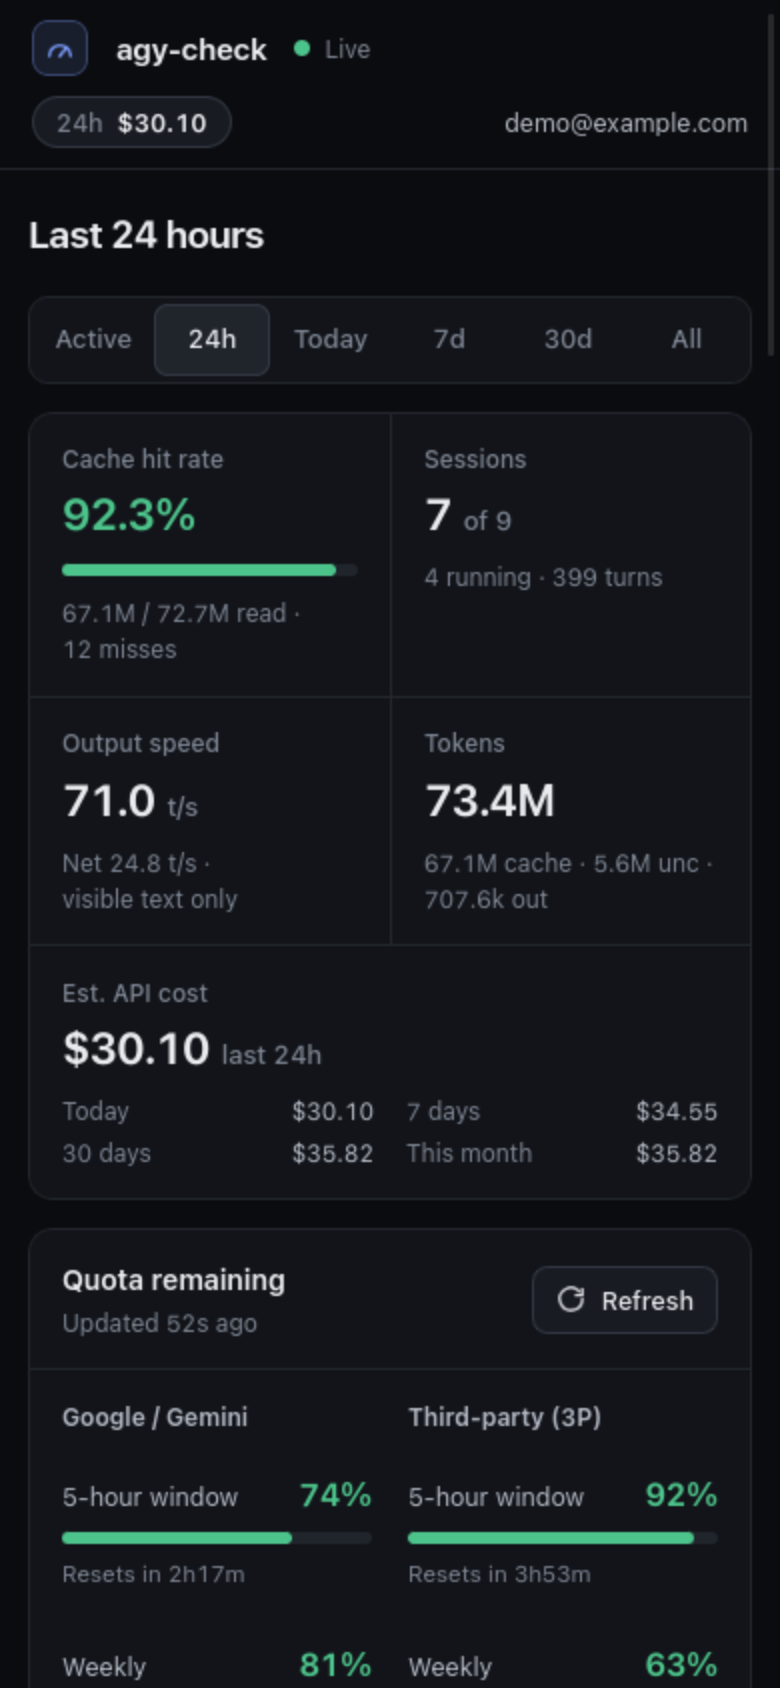 agy-check Live
24h $30.10 demo@example.com
Last 24 hours
Active 24h Today 7d 30d All
Cache hit rate
92.3%
67.1M / 72.7M read ·
12 misses
Sessions
7 of 9
4 running · 399 turns
Output speed
71.0 t/s
Net 24.8 t/s ·
visible text only
Tokens
73.4M
67.1M cache · 5.6M unc ·
707.6k out
Est. API cost
$30.10 last 24h
Today $30.10 7 days $34.55
30 days $35.82 This month $35.82
Quota remaining
Updated 52s ago
Refresh
Google / Gemini
5-hour window 74%
Resets in 2h17m
Weekly 81%
Third-party (3P)
5-hour window 92%
Resets in 3h53m
Weekly 63%